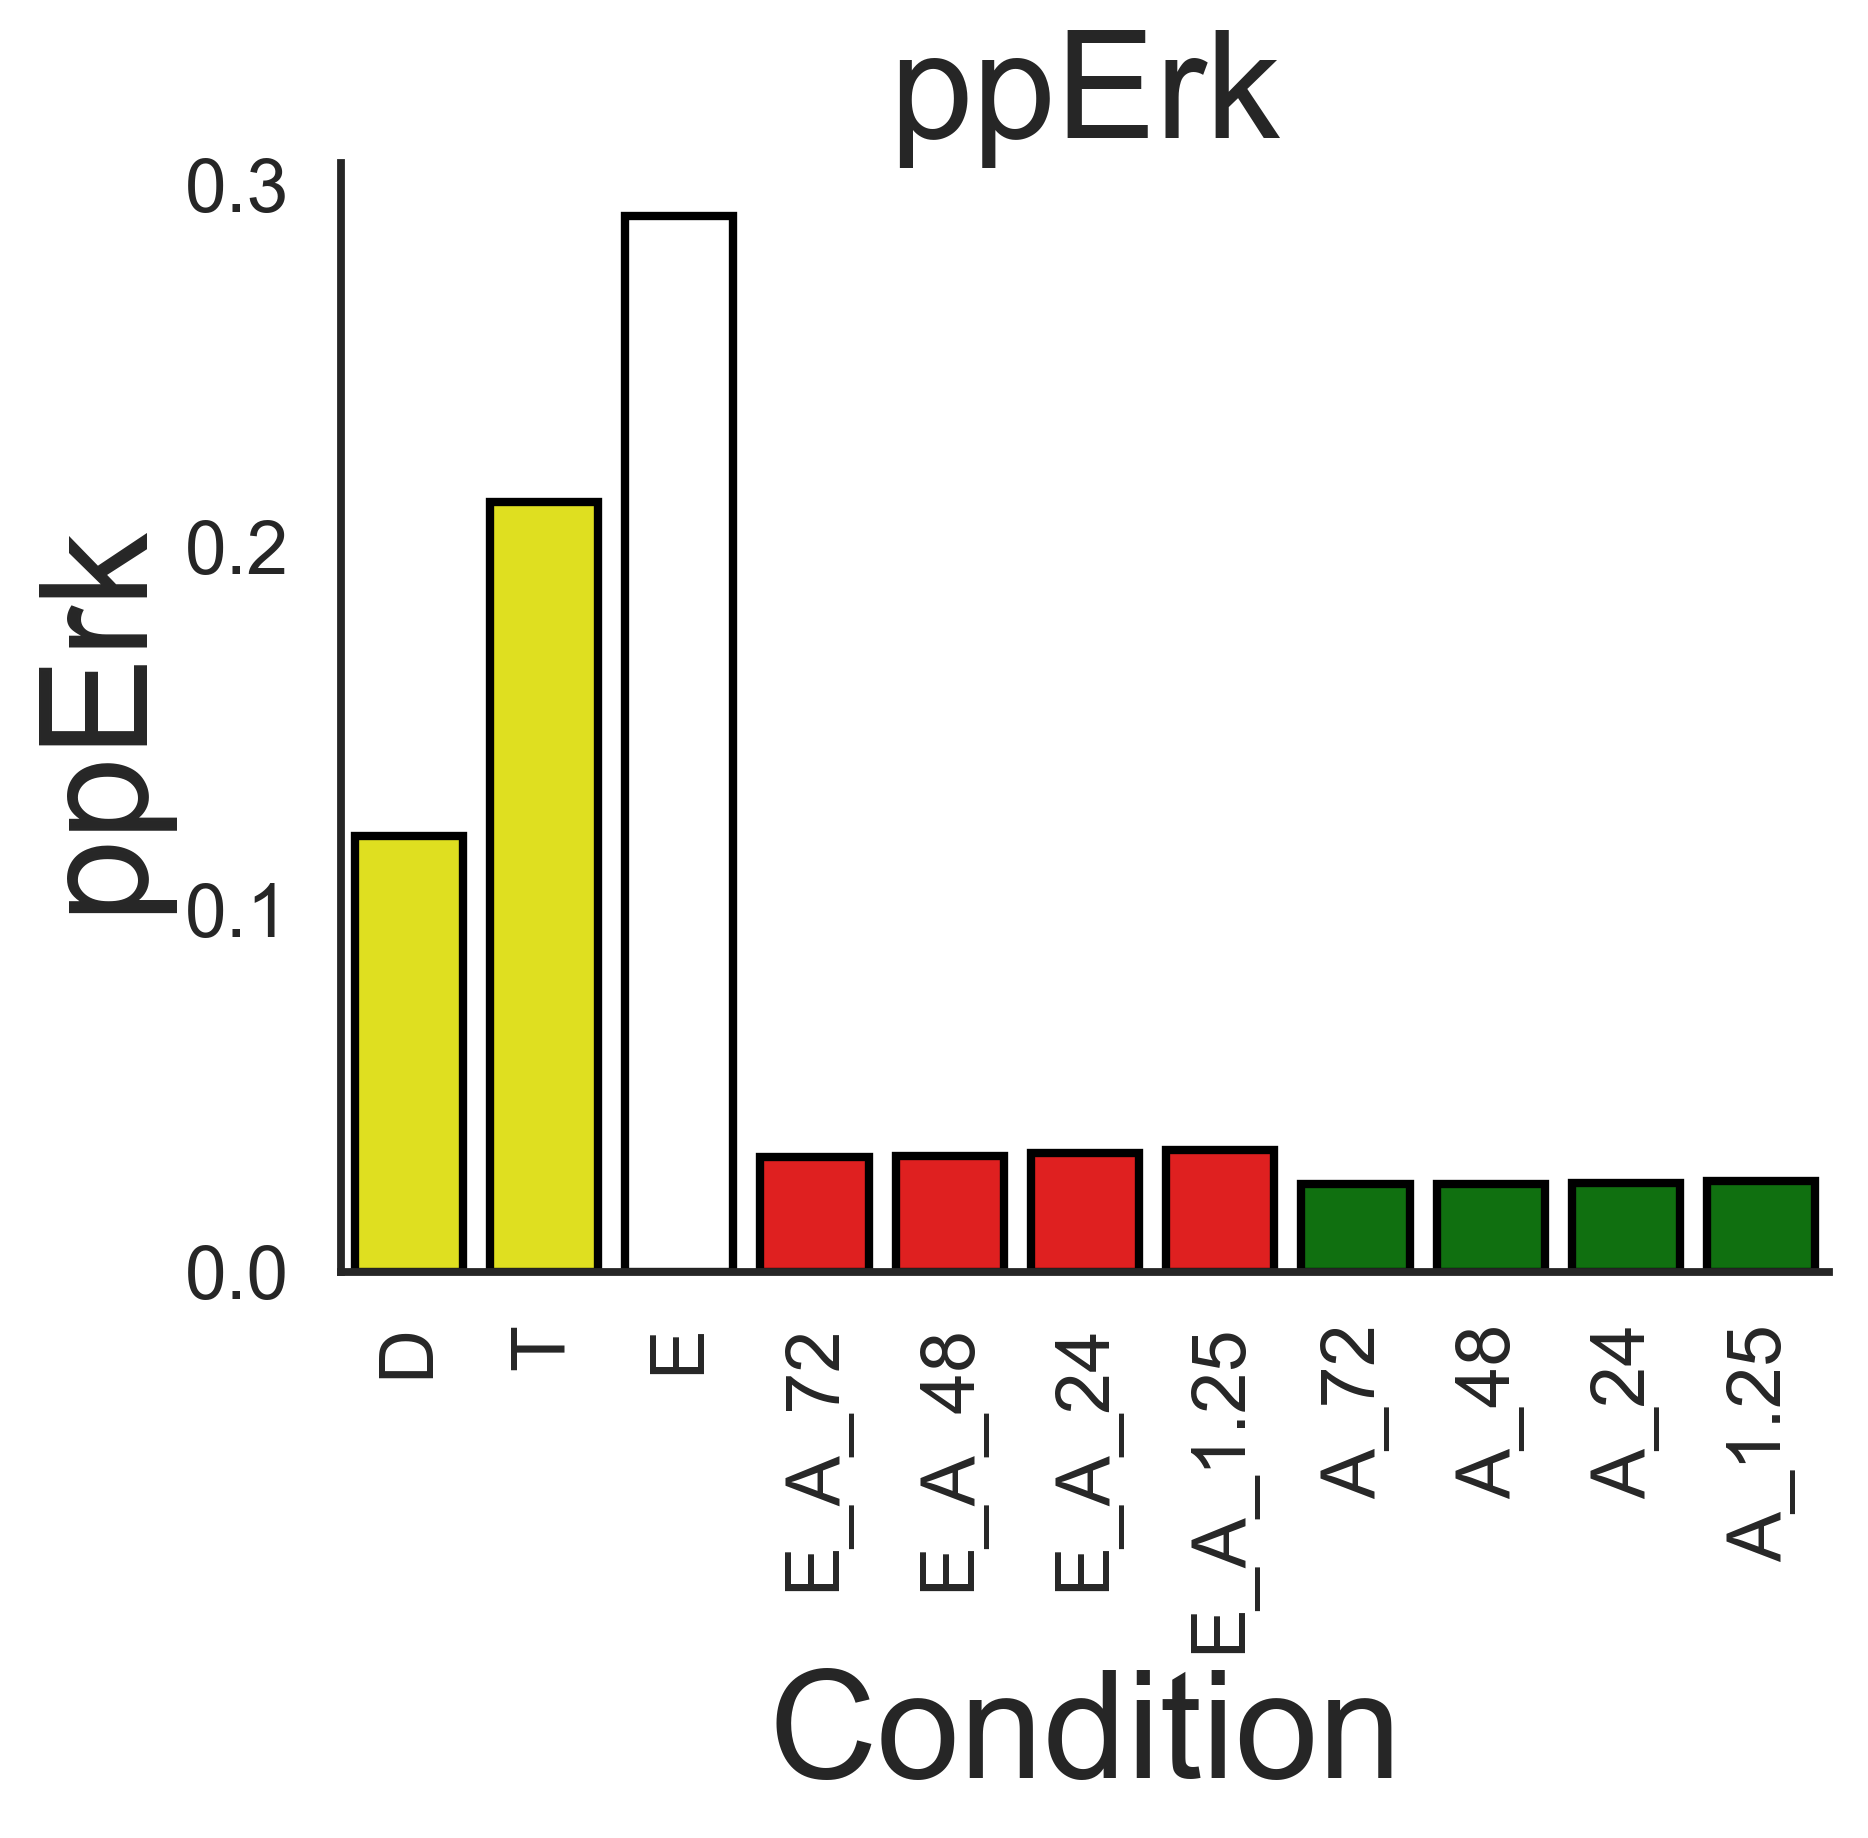 ppErk
ppErk
0.3
0.2
0.1
0.0
D
T
E
E_A_72
E_A_48
E_A_24
E_A_1.25
A_72
A_48
A_24
A_1.25
Condition